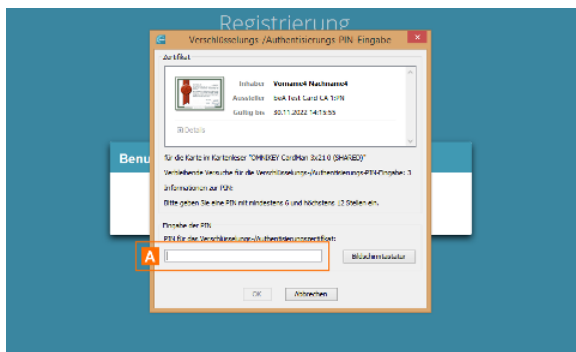 Registrierung
Verschlüsselungs-/Authentisierungs-PIN-Eingabe
Zertifikat
Inhaber Vorname4 Nachname4
Aussteller beA Test Card CA 1:PN
Gültig bis 30.11.2022 14:15:55
Details
Benu
für die Karte im Kartenleser "OMNIKEY CardMan 3x21 0 (SHARED)"
Verbleibende Versuche für die Verschlüsselungs-/Authentisierungs-PIN-Eingabe: 3
Informationen zur PIN:
Bitte geben Sie eine PIN mit mindestens 6 und höchstens 12 Stellen ein.
Eingabe der PIN
PIN für das Verschlüsselungs-/Authentisierungszertifikat:
A
Bildschirmtastatur
OK Abbrechen